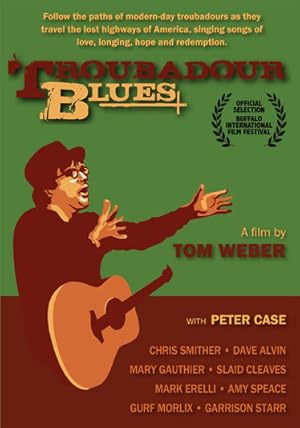 Follow the paths of modern-day troubadours as they
travel the lost highways of America, singing songs of
love, longing, hope and redemption.
TROUBADOUR
BLUES
OFFICIAL
SELECTION
BUFFALO
INTERNATIONAL
FILM FESTIVAL
A film by
TOM WEBER
WITH PETER CASE
CHRIS SMITHER • DAVE ALVIN
MARY GAUTHIER • SLAID CLEAVES
MARK ERELLI • AMY SPEACE
GURF MORLIX • GARRISON STARR